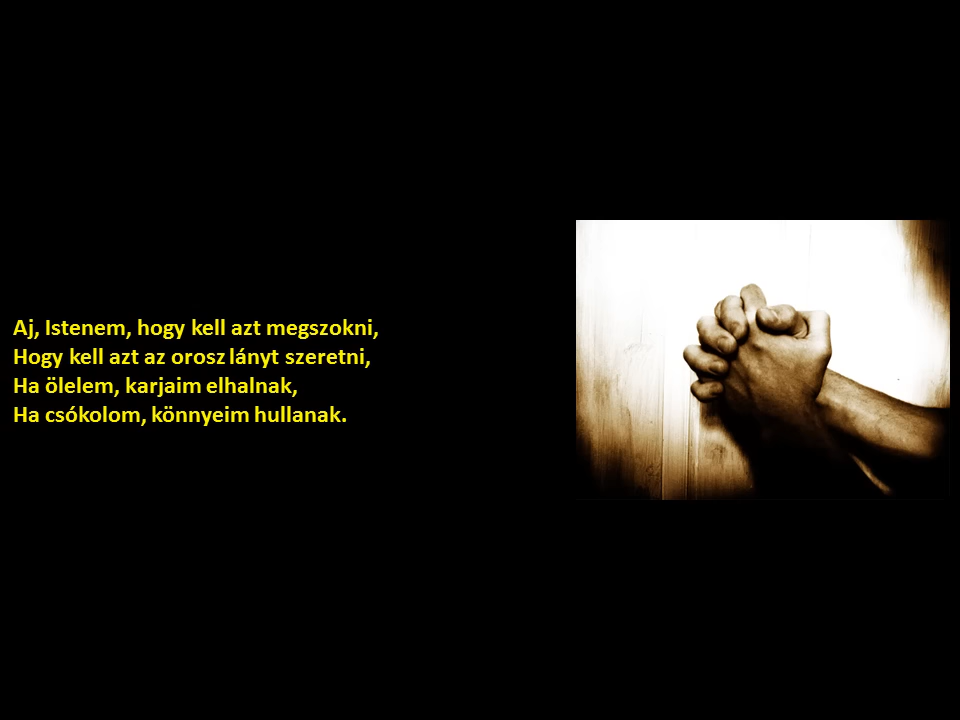 Aj, Istenem, hogy kell azt megszokni,
Hogy kell azt az orosz lányt szeretni,
Ha ölelem, karjaim elhalnak,
Ha csókolom, könnyeim hullanak.